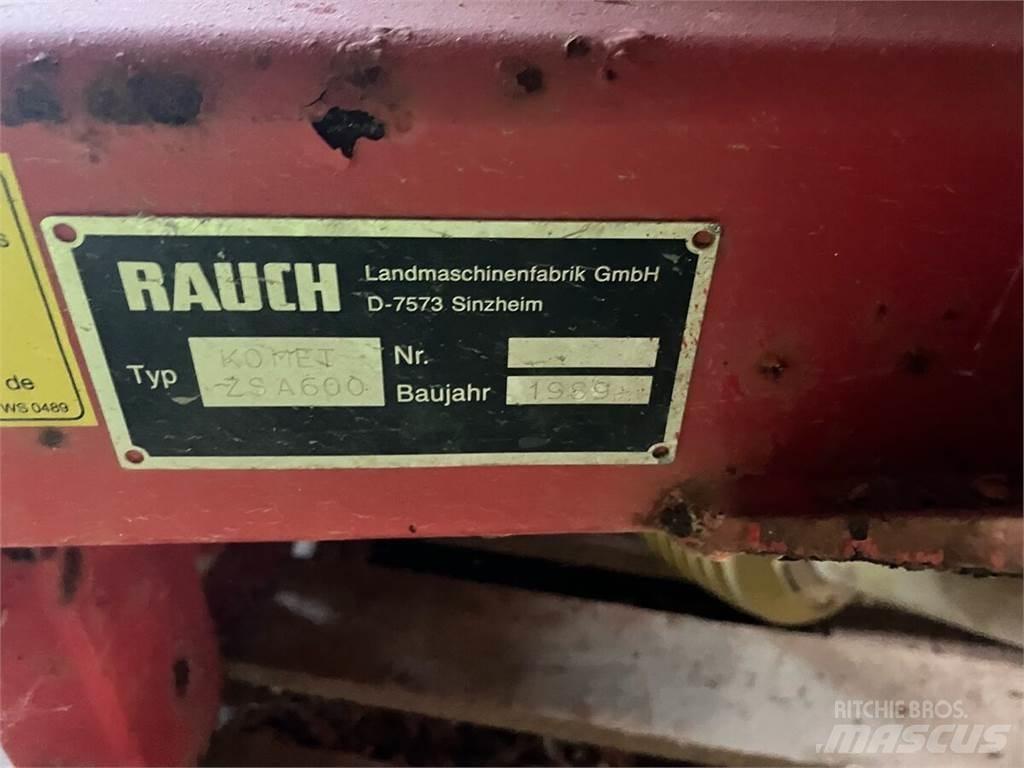 RAUCH
Landmaschinenfabrik GmbH
D-7573 Sinzheim
Typ KOMET
ZSA600
Nr.
Baujahr 1989
s
de
WS 0489
RITCHIE BROS.
MASCUS